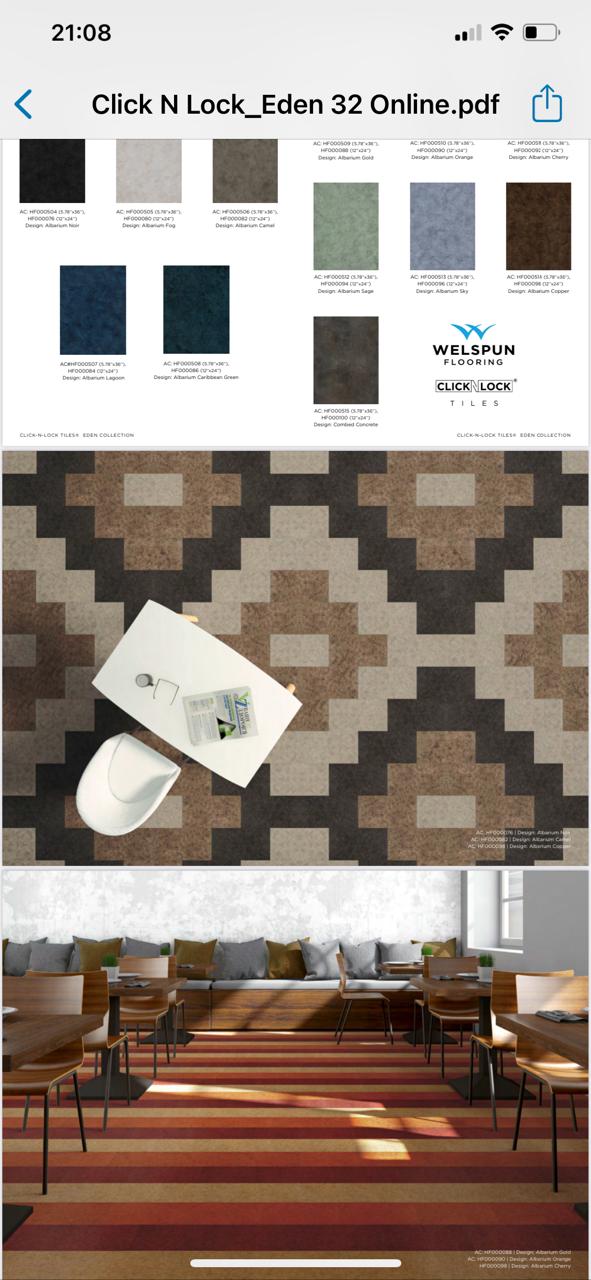 21:08
Click N Lock_Eden 32 Online.pdf
AC: HF000504 (5.78"x36"),
HF000076 (12"x24")
Design: Albarium Noir
AC: HF000505 (5.78"x36"),
HF000080 (12"x24")
Design: Albarium Fog
AC: HF000506 (5.78"x36"),
HF000082 (12"x24")
Design: Albarium Camel
AC#HF000507 (5.78"x36"),
HF000084 (12"x24")
Design: Albarium Lagoon
AC: HF000508 (5.78"x36"),
HF000086 (12"x24")
Design: Albarium Caribbean Green
CLICK-N-LOCK TILES® EDEN COLLECTION
AC: HF000509 (5.78"x36"),
HF000088 (12"x24")
Design: Albarium Gold
AC: HF000510 (5.78"x36"),
HF000090 (12"x24")
Design: Albarium Orange
AC: HF000511 (5.78"x36"),
HF000092 (12"x24")
Design: Albarium Cherry
AC: HF000512 (5.78"x36"),
HF000094 (12"x24")
Design: Albarium Sage
AC: HF000513 (5.78"x36"),
HF000096 (12"x24")
Design: Albarium Sky
AC: HF000514 (5.78"x36"),
HF000098 (12"x24")
Design: Albarium Copper
AC: HF000515 (5.78"x36"),
HF000100 (12"x24")
Design: Combed Concrete
WELSPUN
FLOORING
CLICK N LOCK®
TILES
CLICK-N-LOCK TILES® EDEN COLLECTION
AC: HF000076 | Design: Albarium Noir
AC: HF000082 | Design: Albarium Camel
AC: HF000098 | Design: Albarium Copper
AC: HF000088 | Design: Albarium Gold
AC: HF000090 | Design: Albarium Orange
HF000098 | Design: Albarium Cherry